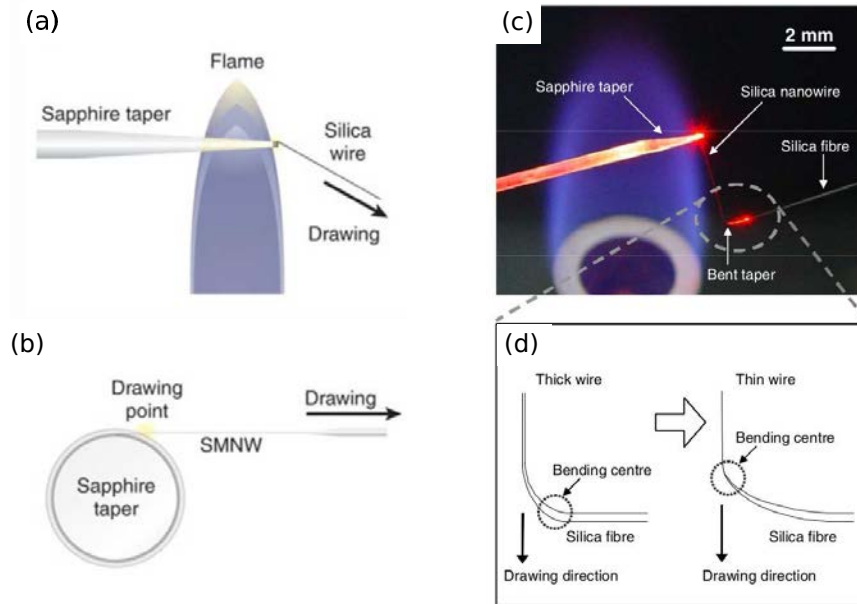 (a)
Flame
Sapphire taper
Silica
wire
Drawing
(b)
Drawing
point
Drawing
SMNW
Sapphire
taper
(c)
2 mm
Sapphire taper
Silica nanowire
Silica fibre
Bent taper
(d)
Thick wire
Thin wire
Bending centre
Bending centre
Silica fibre
Silica fibre
Drawing direction
Drawing direction